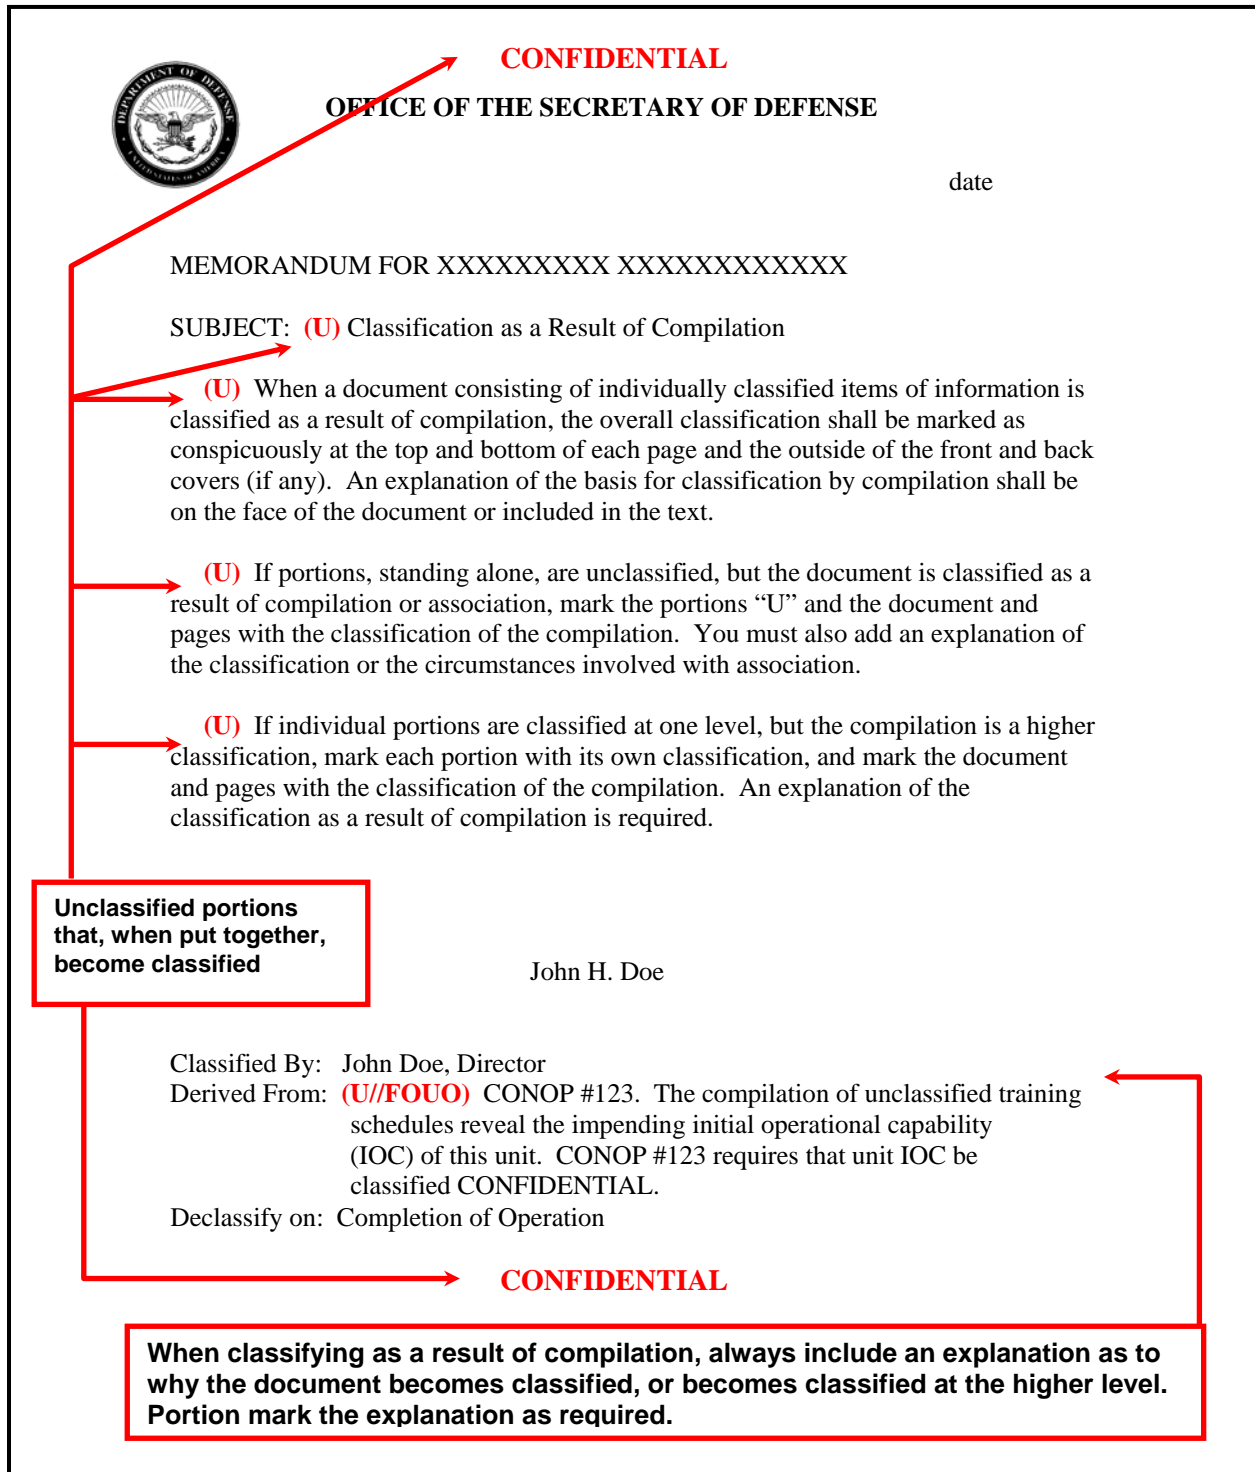 CONFIDENTIAL
DEPARTMENT OF DEFENSE
UNITED STATES OF AMERICA
OFFICE OF THE SECRETARY OF DEFENSE
date
MEMORANDUM FOR XXXXXXXXX XXXXXXXXXXXX
SUBJECT: (U) Classification as a Result of Compilation
(U) When a document consisting of individually classified items of information is
classified as a result of compilation, the overall classification shall be marked as
conspicuously at the top and bottom of each page and the outside of the front and back
covers (if any). An explanation of the basis for classification by compilation shall be
on the face of the document or included in the text.
(U) If portions, standing alone, are unclassified, but the document is classified as a
result of compilation or association, mark the portions “U” and the document and
pages with the classification of the compilation. You must also add an explanation of
the classification or the circumstances involved with association.
(U) If individual portions are classified at one level, but the compilation is a higher
classification, mark each portion with its own classification, and mark the document
and pages with the classification of the compilation. An explanation of the
classification as a result of compilation is required.
Unclassified portions
that, when put together,
become classified
John H. Doe
Classified By: John Doe, Director
Derived From: (U//FOUO) CONOP #123. The compilation of unclassified training
schedules reveal the impending initial operational capability
(IOC) of this unit. CONOP #123 requires that unit IOC be
classified CONFIDENTIAL.
Declassify on: Completion of Operation
CONFIDENTIAL
When classifying as a result of compilation, always include an explanation as to
why the document becomes classified, or becomes classified at the higher level.
Portion mark the explanation as required.